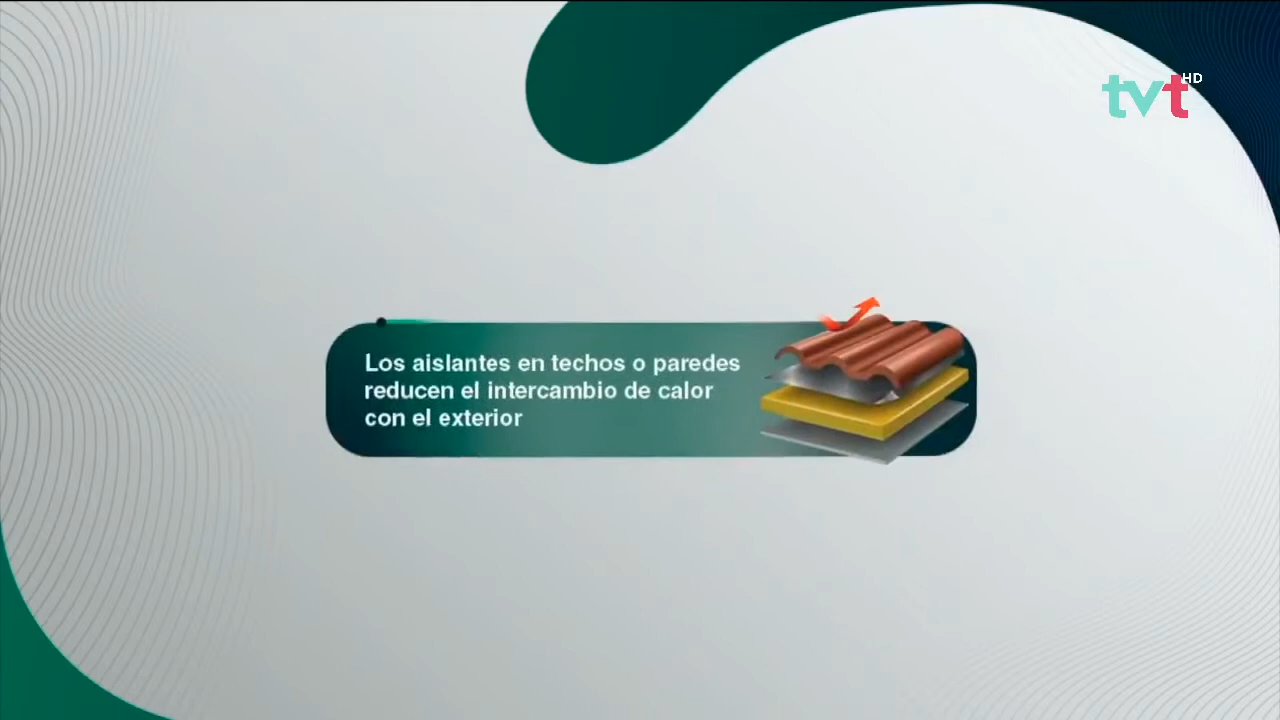 tvt HD
Los aislantes en techos o paredes
reducen el intercambio de calor
con el exterior